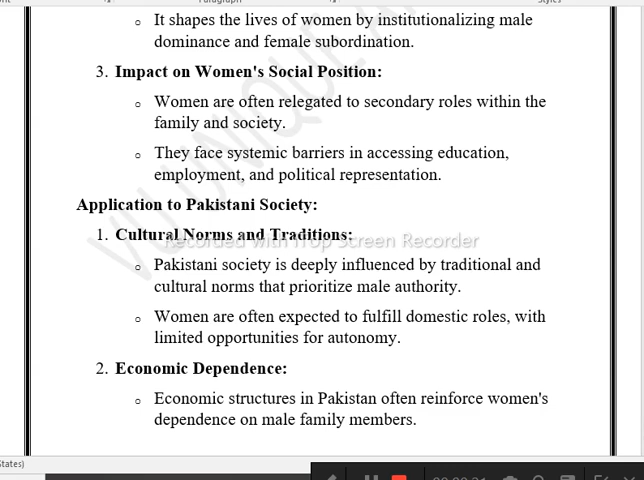 Paragraph
Styles
o It shapes the lives of women by institutionalizing male
dominance and female subordination.
3. Impact on Women's Social Position:
o Women are often relegated to secondary roles within the
family and society.
o They face systemic barriers in accessing education,
employment, and political representation.
Application to Pakistani Society:
1. Cultural Norms and Traditions:
Recorded with iTop Screen Recorder
o Pakistani society is deeply influenced by traditional and
cultural norms that prioritize male authority.
o Women are often expected to fulfill domestic roles, with
limited opportunities for autonomy.
2. Economic Dependence:
o Economic structures in Pakistan often reinforce women's
dependence on male family members.
States)